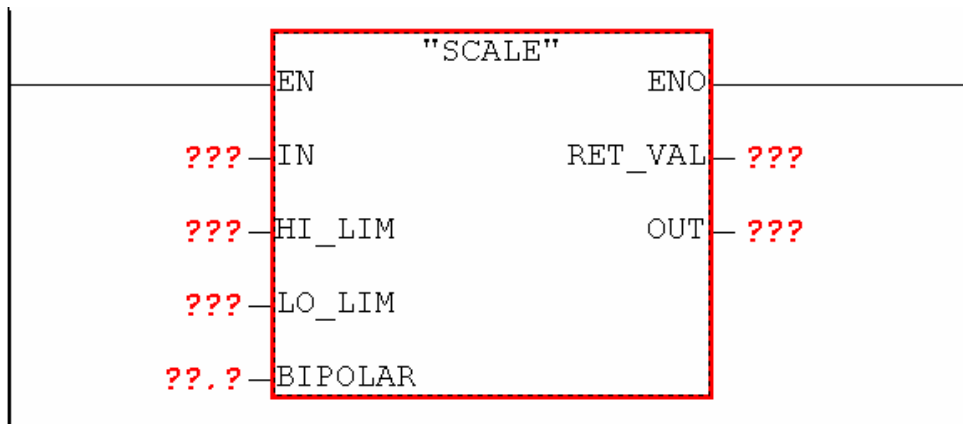 "SCALE"
EN ENO
??? IN RET_VAL ???
??? HI_LIM OUT ???
??? LO_LIM
??.? BIPOLAR